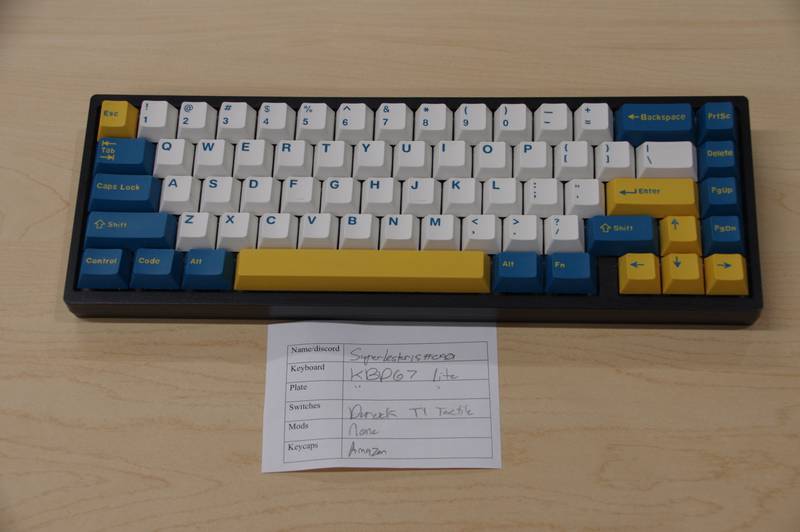 Esc ! 1 @ 2 # 3 $ 4 % 5 ^ 6 & 7 * 8 ( 9 ) 0 — - + = ←Backspace PrtSc
Tab Q W E R T Y U I O P { [ } ] | \ Delete
Caps Lock A S D F G H J K L : ; " ' Enter PgUp
Shift Z X C V B N M < , > . ? / Shift ↑ PgDn
Control Code Alt Alt Fn ← ↓ →
Name/discord
Keyboard KBD67 lite
Plate " "
Switches Durock T1 Tactile
Mods None
Keycaps Amazon